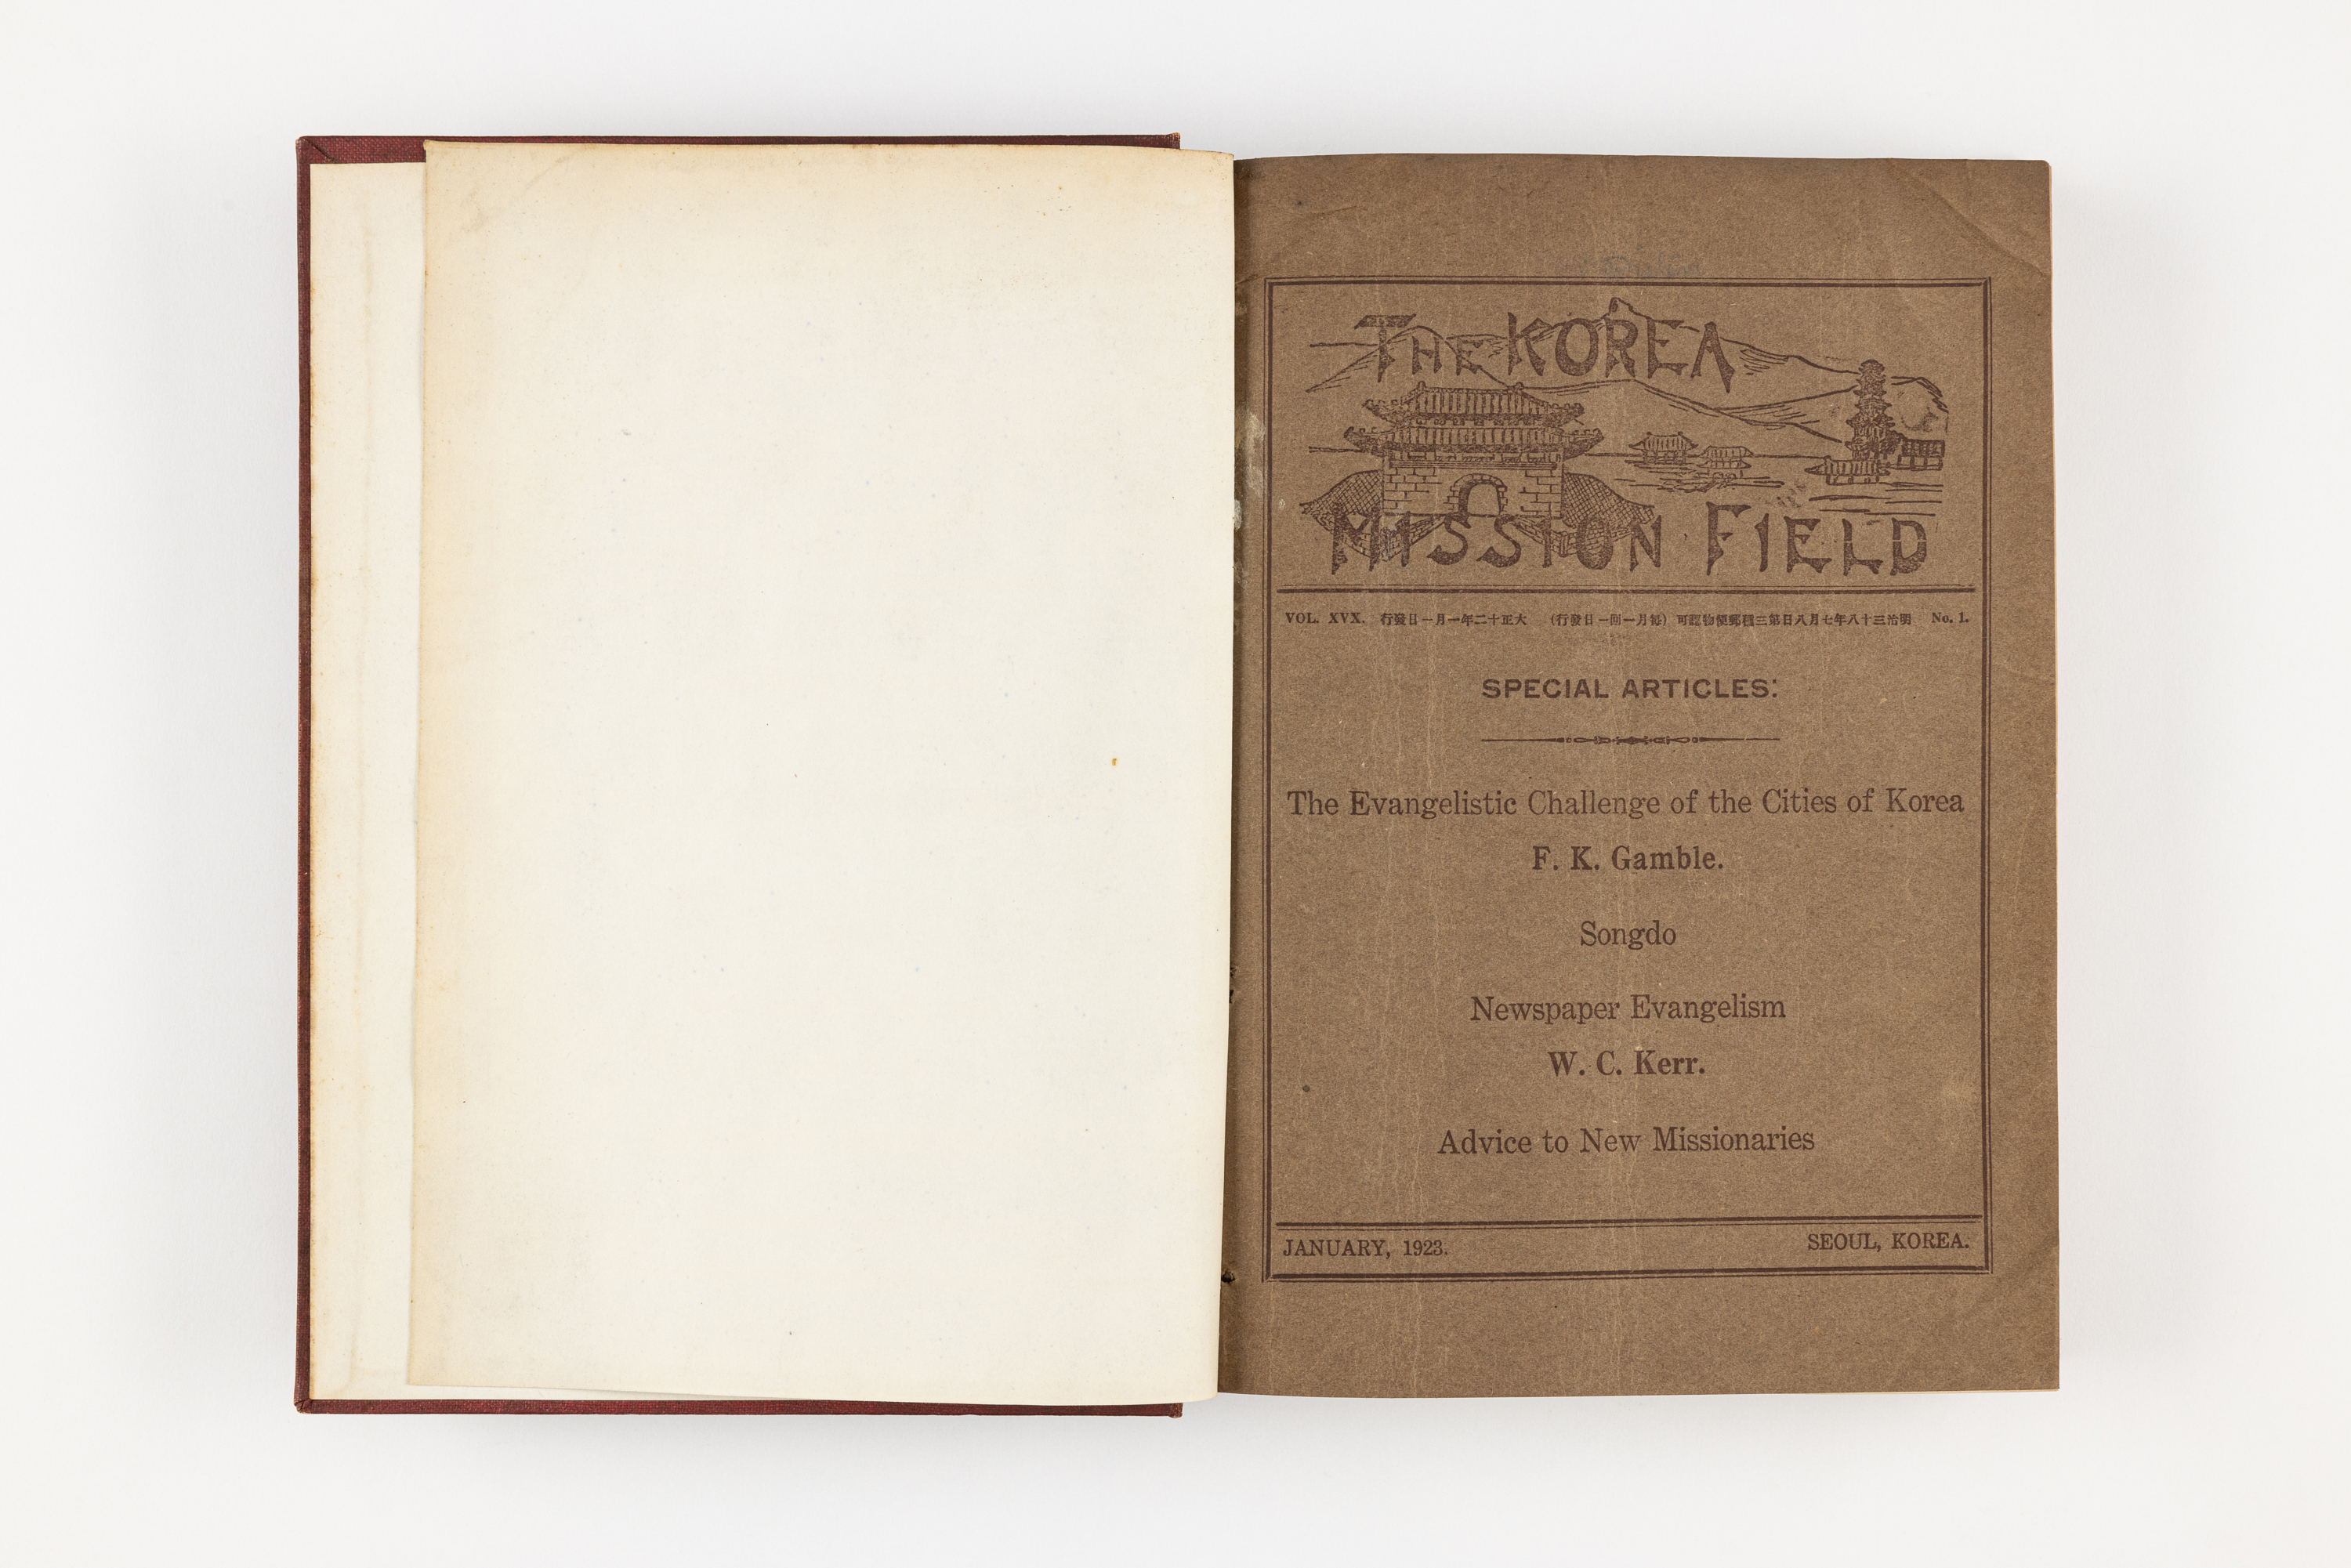 THE KOREA
MISSION FIELD
VOL. XVX. 明治三十八年七月八日第三種郵便物認可 (每月一回一日發行) 大正十二年一月一日發行 No. 1.
SPECIAL ARTICLES:
The Evangelistic Challenge of the Cities of Korea
F. K. Gamble.
Songdo
Newspaper Evangelism
W. C. Kerr.
Advice to New Missionaries
JANUARY, 1923. SEOUL, KOREA.